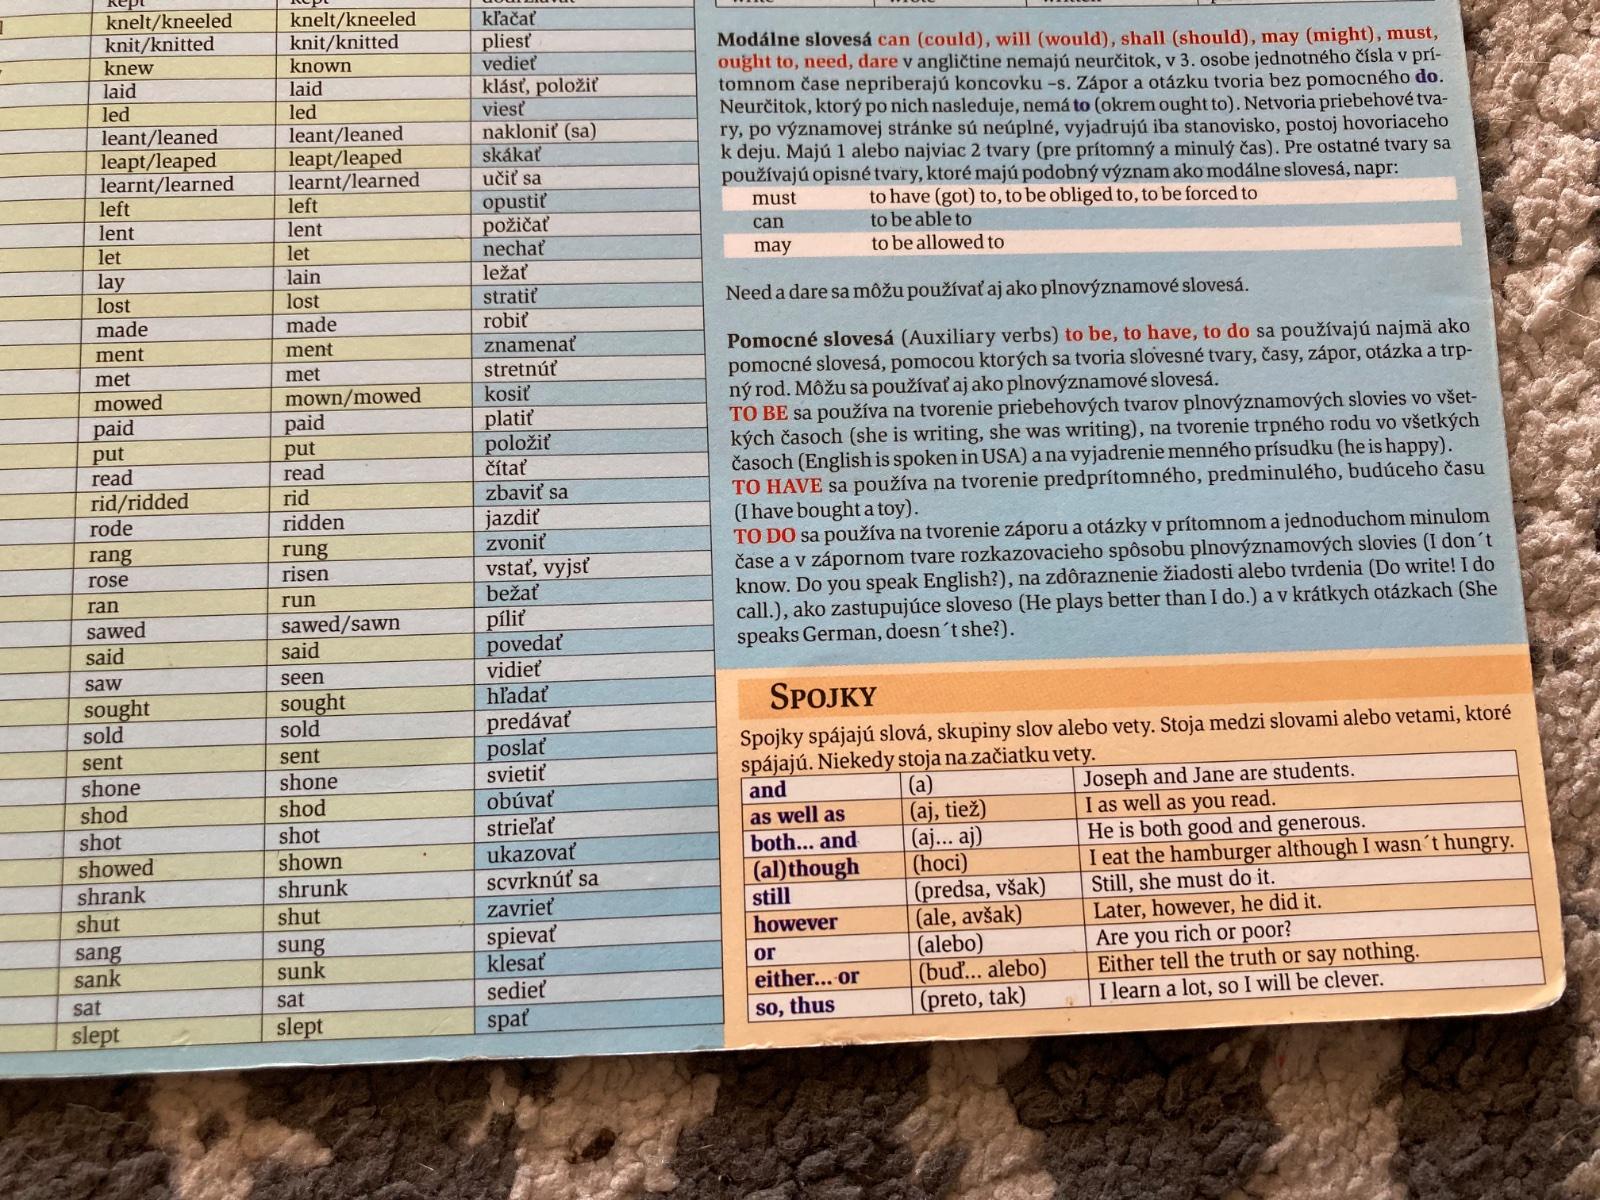 kept kept
knelt/kneeled knelt/kneeled kľačať
knit/knitted knit/knitted pliesť
knew known vedieť
laid laid klásť, položiť
led led viesť
leant/leaned leant/leaned nakloniť (sa)
leapt/leaped leapt/leaped skákať
learnt/learned learnt/learned učiť sa
left left opustiť
lent lent požičať
let let nechať
lay lain ležať
lost lost stratiť
made made robiť
ment ment znamenať
met met stretnúť
mowed mown/mowed kosiť
paid paid platiť
put put položiť
read read čítať
rid/ridded rid zbaviť sa
rode ridden jazdiť
rang rung zvoniť
rose risen vstať, vyjsť
ran run bežať
sawed sawed/sawn píliť
said said povedať
saw seen vidieť
sought sought hľadať
sold sold predávať
sent sent poslať
shone shone svietiť
shod shod obúvať
shot shot strieľať
showed shown ukazovať
shrank shrunk scvrknúť sa
shut shut zavrieť
sang sung spievať
sank sunk klesať
sat sat sedieť
slept slept spať
Modálne slovesá can (could), will (would), shall (should), may (might), must,
ought to, need, dare v angličtine nemajú neurčitok, v 3. osobe jednotného čísla v prí-
tomnom čase nepriberajú koncovku –s. Zápor a otázku tvoria bez pomocného do.
Neurčitok, ktorý po nich nasleduje, nemá to (okrem ought to). Netvoria priebehové tva-
ry, po významovej stránke sú neúplné, vyjadrujú iba stanovisko, postoj hovoriaceho
k deju. Majú 1 alebo najviac 2 tvary (pre prítomný a minulý čas). Pre ostatné tvary sa
používajú opisné tvary, ktoré majú podobný význam ako modálne slovesá, napr:
must to have (got) to, to be obliged to, to be forced to
can to be able to
may to be allowed to
Need a dare sa môžu používať aj ako plnovýznamové slovesá.
Pomocné slovesá (Auxiliary verbs) to be, to have, to do sa používajú najmä ako
pomocné slovesá, pomocou ktorých sa tvoria slovesné tvary, časy, zápor, otázka a trp-
ný rod. Môžu sa používať aj ako plnovýznamové slovesá.
TO BE sa používa na tvorenie priebehových tvarov plnovýznamových slovies vo všet-
kých časoch (she is writing, she was writing), na tvorenie trpného rodu vo všetkých
časoch (English is spoken in USA) a na vyjadrenie menného prísudku (he is happy).
TO HAVE sa používa na tvorenie predprítomného, predminulého, budúceho času
(I have bought a toy).
TO DO sa používa na tvorenie záporu a otázky v prítomnom a jednoduchom minulom
čase a v zápornom tvare rozkazovacieho spôsobu plnovýznamových slovies (I don´t
know. Do you speak English?), na zdôraznenie žiadosti alebo tvrdenia (Do write! I do
call.), ako zastupujúce sloveso (He plays better than I do.) a v krátkych otázkach (She
speaks German, doesn´t she?).
SPOJKY
Spojky spájajú slová, skupiny slov alebo vety. Stoja medzi slovami alebo vetami, ktoré
spájajú. Niekedy stoja na začiatku vety.
and (a) Joseph and Jane are students.
as well as (aj, tiež) I as well as you read.
both... and (aj... aj) He is both good and generous.
(al)though (hoci) I eat the hamburger although I wasn´t hungry.
still (predsa, však) Still, she must do it.
however (ale, avšak) Later, however, he did it.
or (alebo) Are you rich or poor?
either... or (buď... alebo) Either tell the truth or say nothing.
so, thus (preto, tak) I learn a lot, so I will be clever.